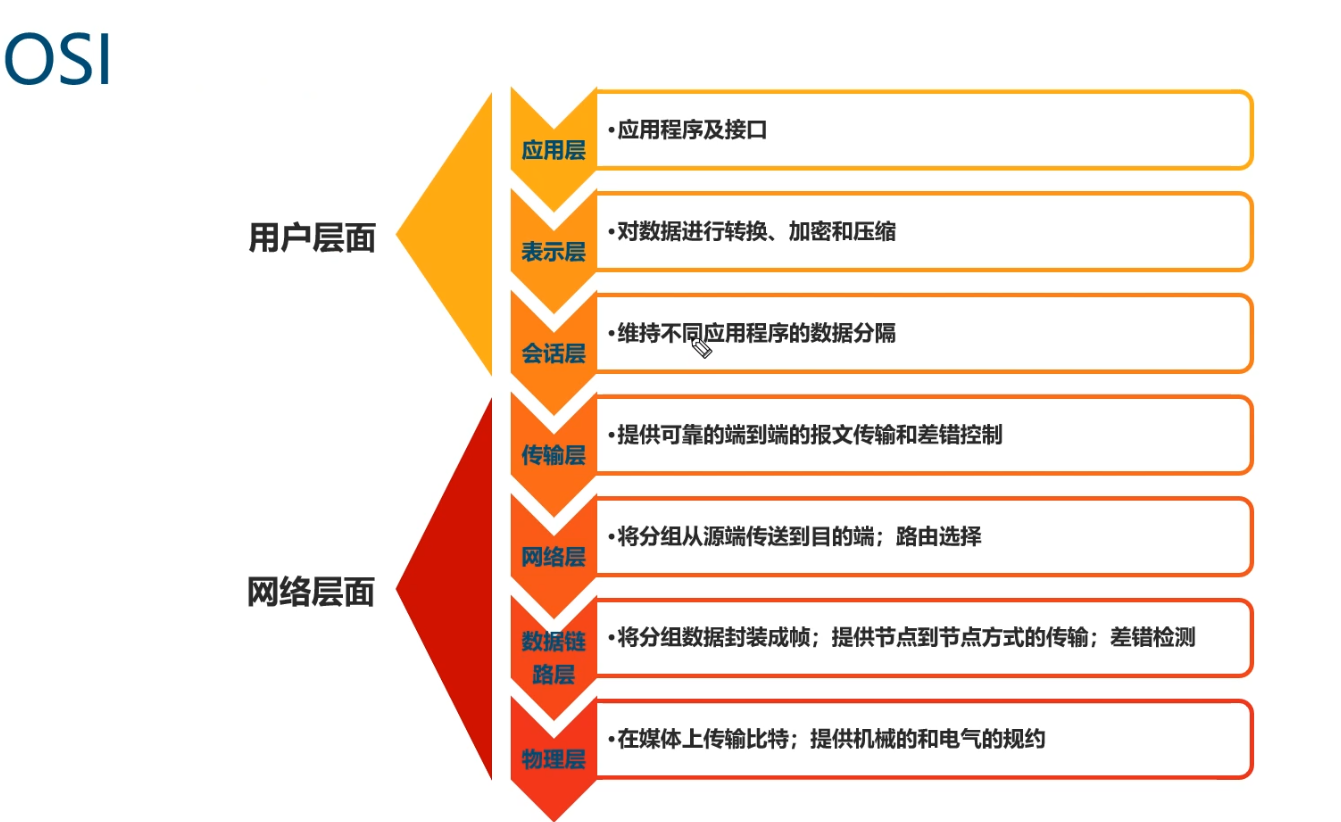 OSI
用户层面
应用层
•应用程序及接口
表示层
•对数据进行转换、加密和压缩
会话层
•维持不同应用程序的数据分隔
网络层面
传输层
•提供可靠的端到端的报文传输和差错控制
网络层
•将分组从源端传送到目的端；路由选择
数据链
路层
•将分组数据封装成帧；提供节点到节点方式的传输；差错检测
物理层
•在媒体上传输比特；提供机械的和电气的规约